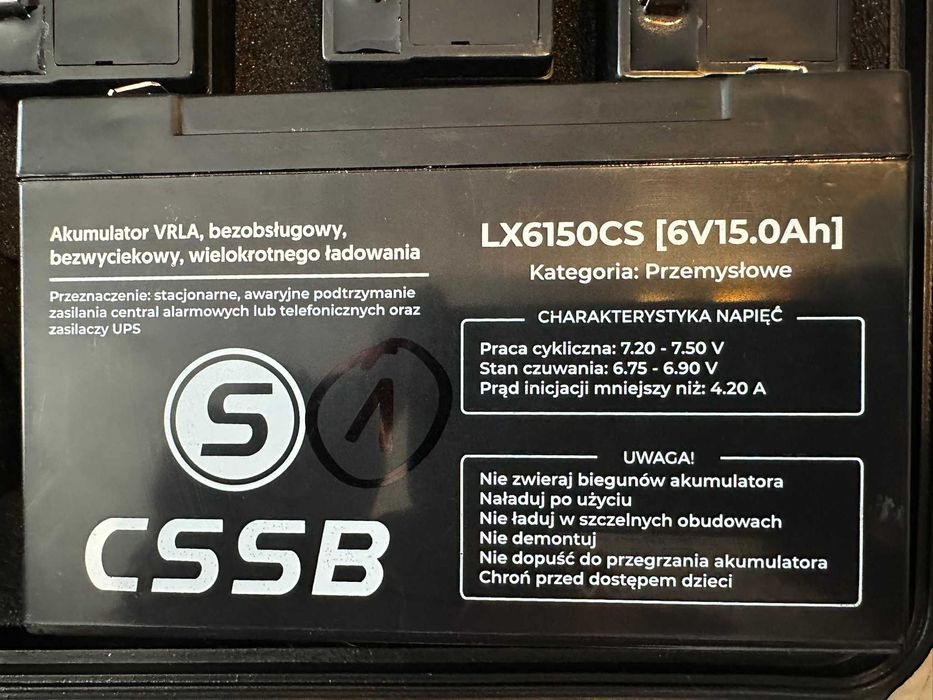 Akumulator VRLA, bezobsługowy,
bezwyciekowy, wielokrotnego ładowania
Przeznaczenie: stacjonarne, awaryjne podtrzymanie
zasilania central alarmowych lub telefonicznych oraz
zasilaczy UPS
S
1
CSSB
LX6150CS [6V15.0Ah]
Kategoria: Przemysłowe
CHARAKTERYSTYKA NAPIĘĆ
Praca cykliczna: 7.20 - 7.50 V
Stan czuwania: 6.75 - 6.90 V
Prąd inicjacji mniejszy niż: 4.20 A
UWAGA!
Nie zwieraj biegunów akumulatora
Naładuj po użyciu
Nie ładuj w szczelnych obudowach
Nie demontuj
Nie dopuść do przegrzania akumulatora
Chroń przed dostępem dzieci